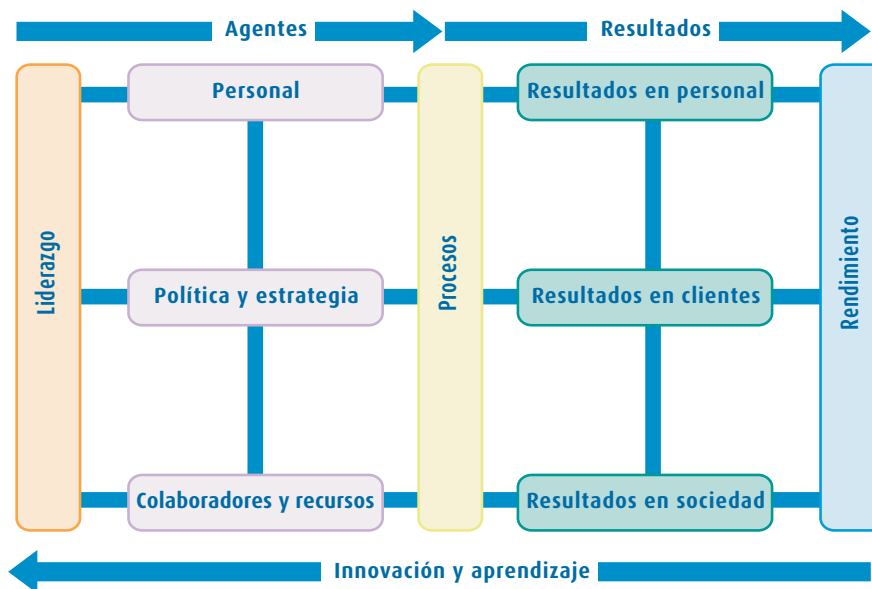 Agentes
Resultados
Liderazgo
Personal
Política y estrategia
Colaboradores y recursos
Procesos
Resultados en personal
Resultados en clientes
Resultados en sociedad
Rendimiento
Innovación y aprendizaje